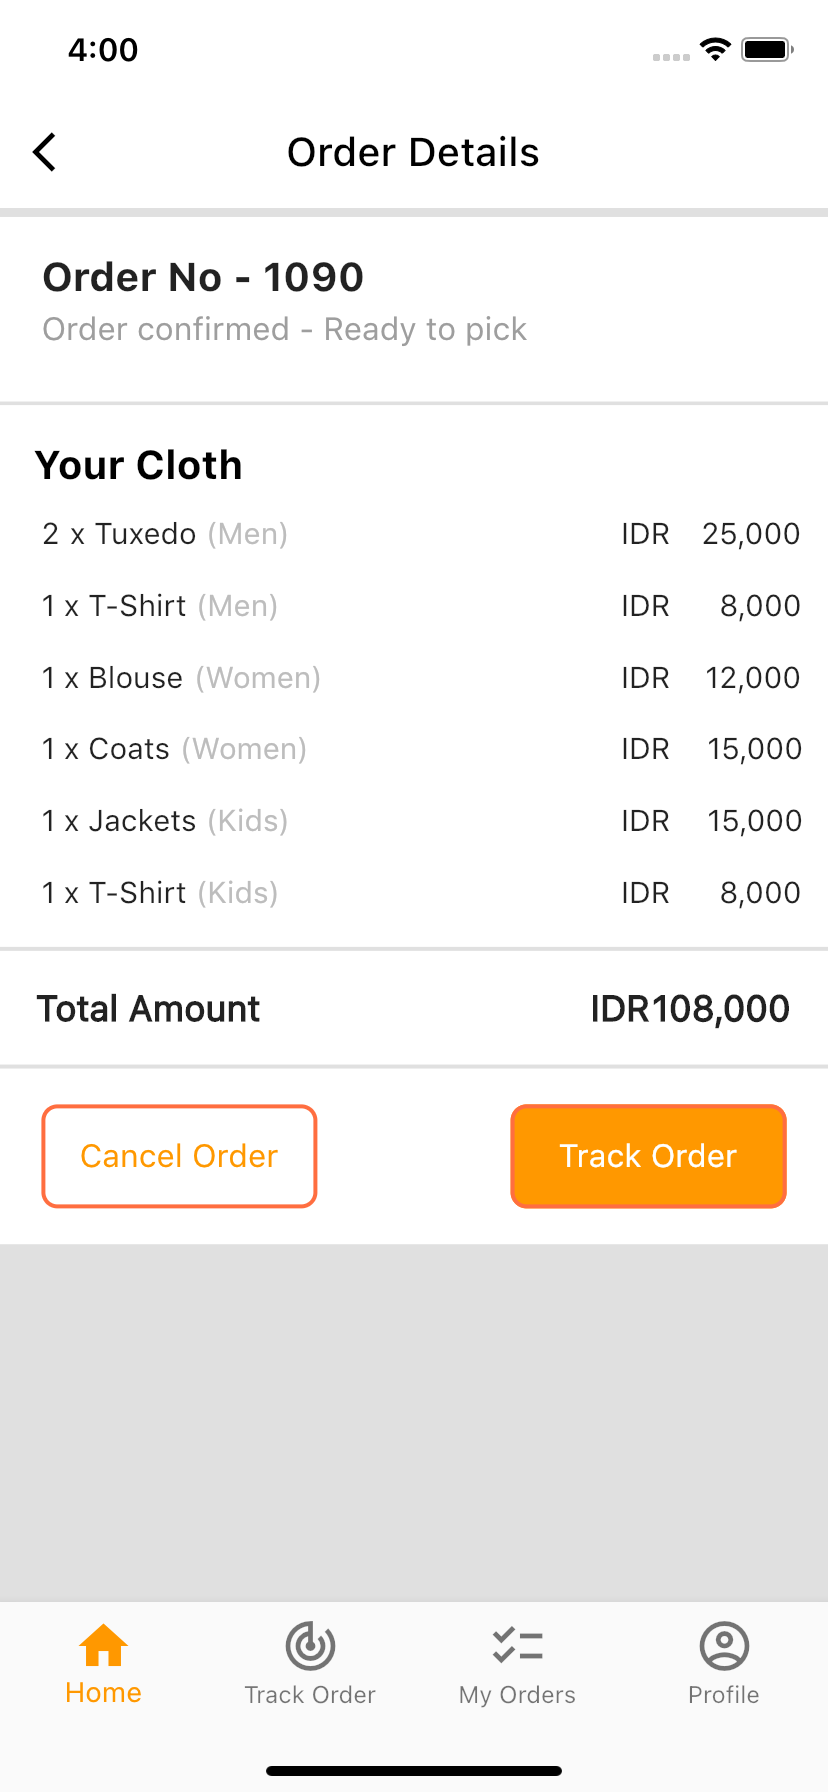 4:00
Order Details
Order No - 1090
Order confirmed - Ready to pick
Your Cloth
2 x Tuxedo (Men) IDR 25,000
1 x T-Shirt (Men) IDR 8,000
1 x Blouse (Women) IDR 12,000
1 x Coats (Women) IDR 15,000
1 x Jackets (Kids) IDR 15,000
1 x T-Shirt (Kids) IDR 8,000
Total Amount IDR108,000
Cancel Order Track Order
Home Track Order My Orders Profile